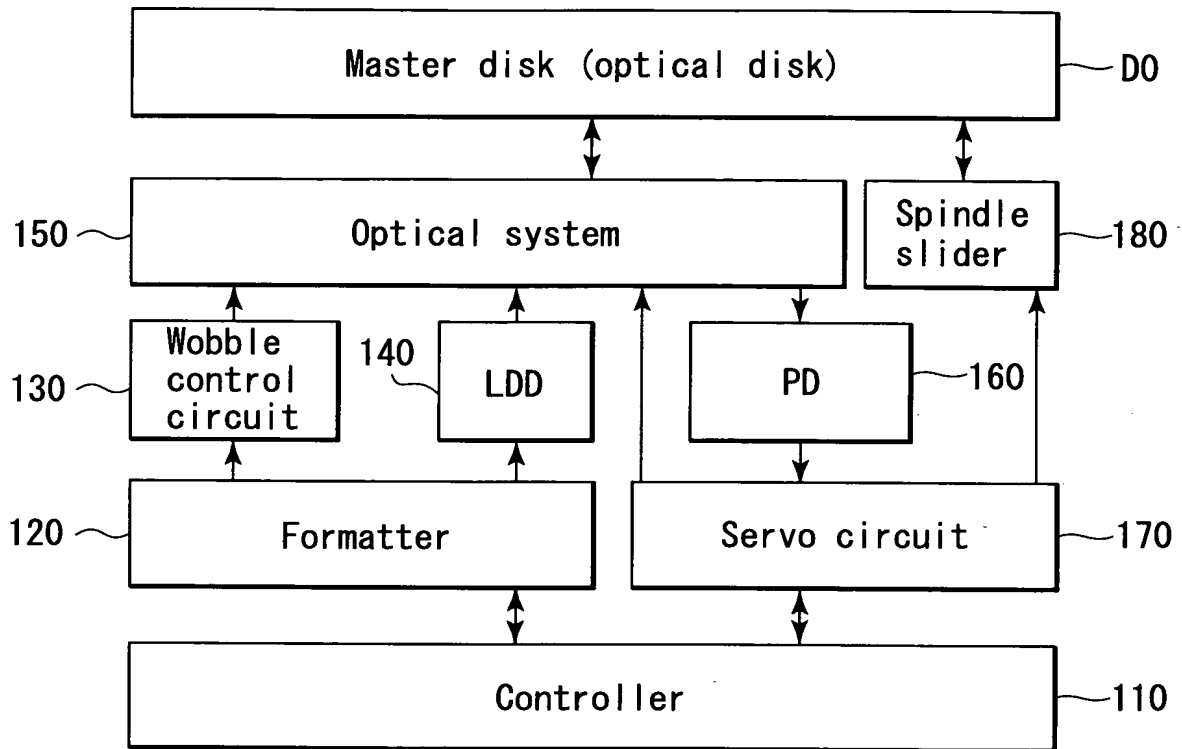 Master disk (optical disk)
D0
150
Optical system
Spindle
slider
180
130
Wobble
control
circuit
140
LDD
PD
160
120
Formatter
Servo circuit
170
Controller
110